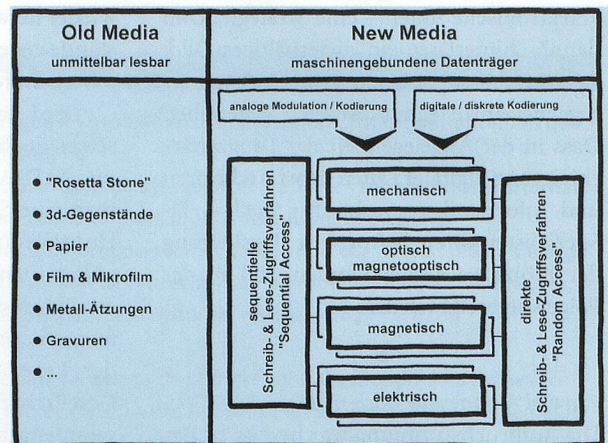 Old Media
unmittelbar lesbar
New Media
maschinengebundene Datenträger
"Rosetta Stone"
3d-Gegenstände
Papier
Film & Mikrofilm
Metall-Ätzungen
Gravuren
...
analoge Modulation / Kodierung
digitale / diskrete Kodierung
sequentielle
Schreib- & Lese-Zugriffsverfahren
"Sequential Access"
mechanisch
optisch
magnetooptisch
magnetisch
elektrisch
direkte
Schreib- & Lese-Zugriffsverfahren
"Random Access"